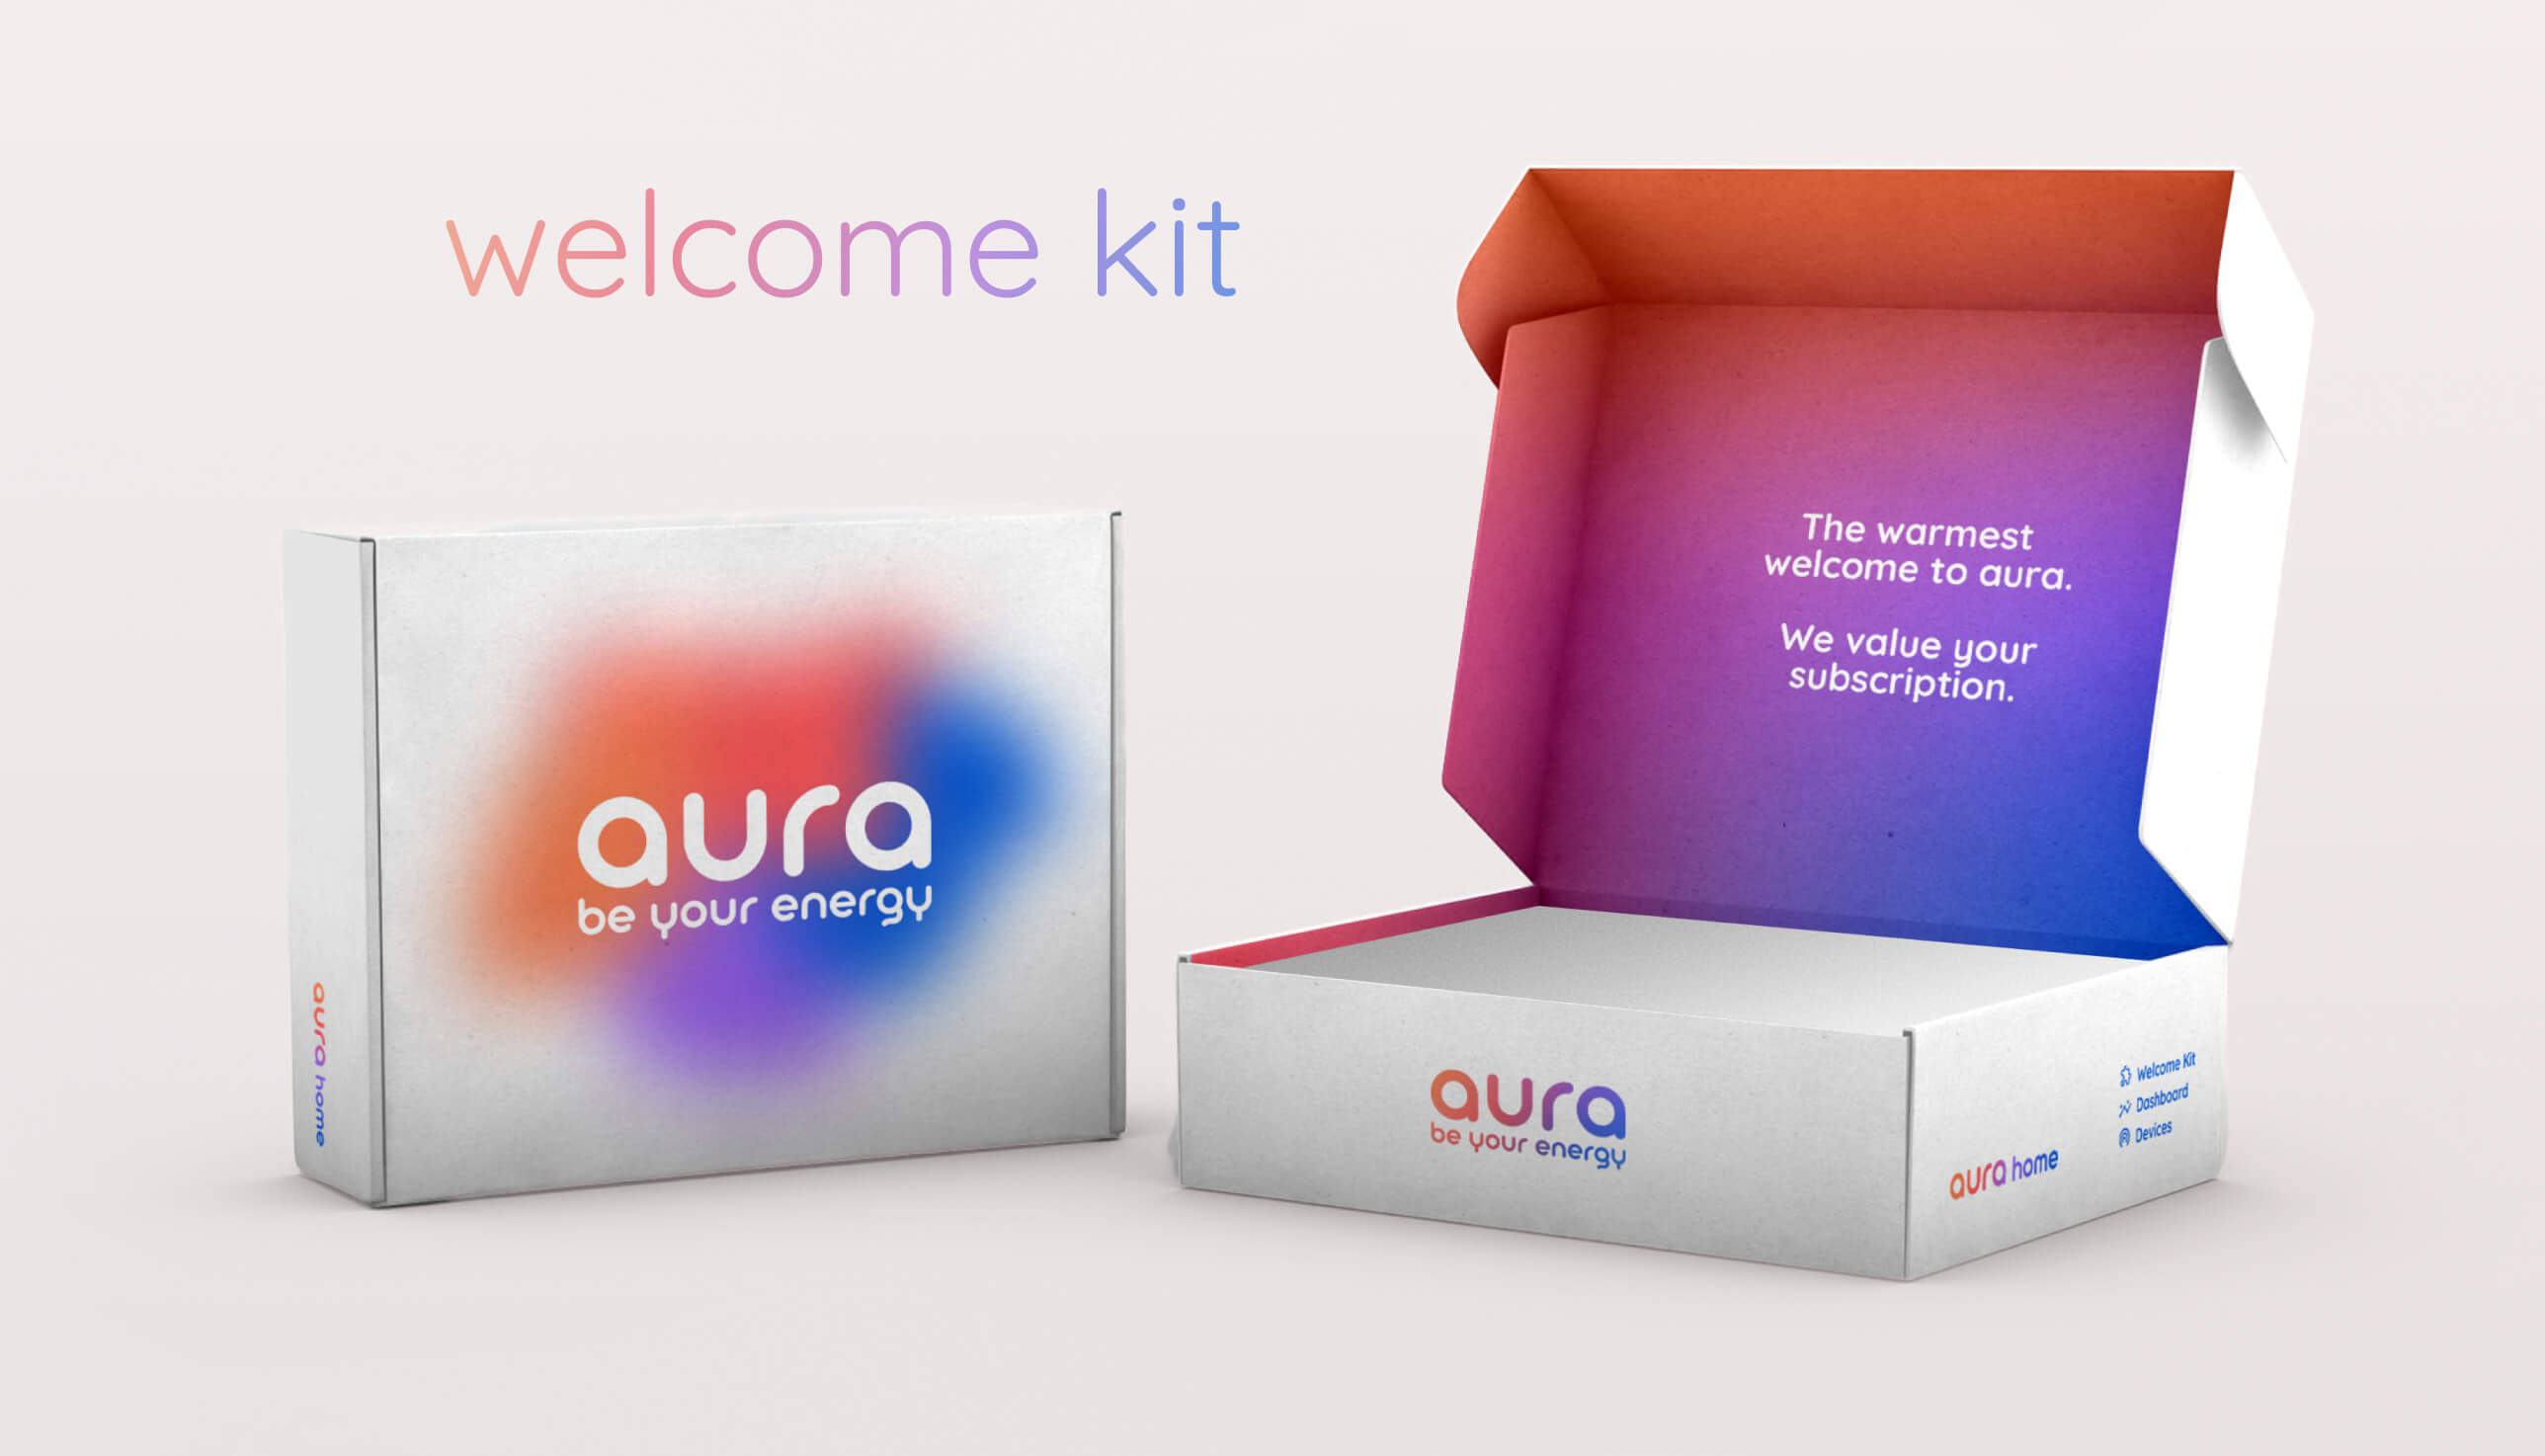 welcome kit
aura
be your energy
aura home
The warmest
welcome to aura.
We value your
subscription.
aura
be your energy
aura home
Welcome Kit
Dashboard
Devices